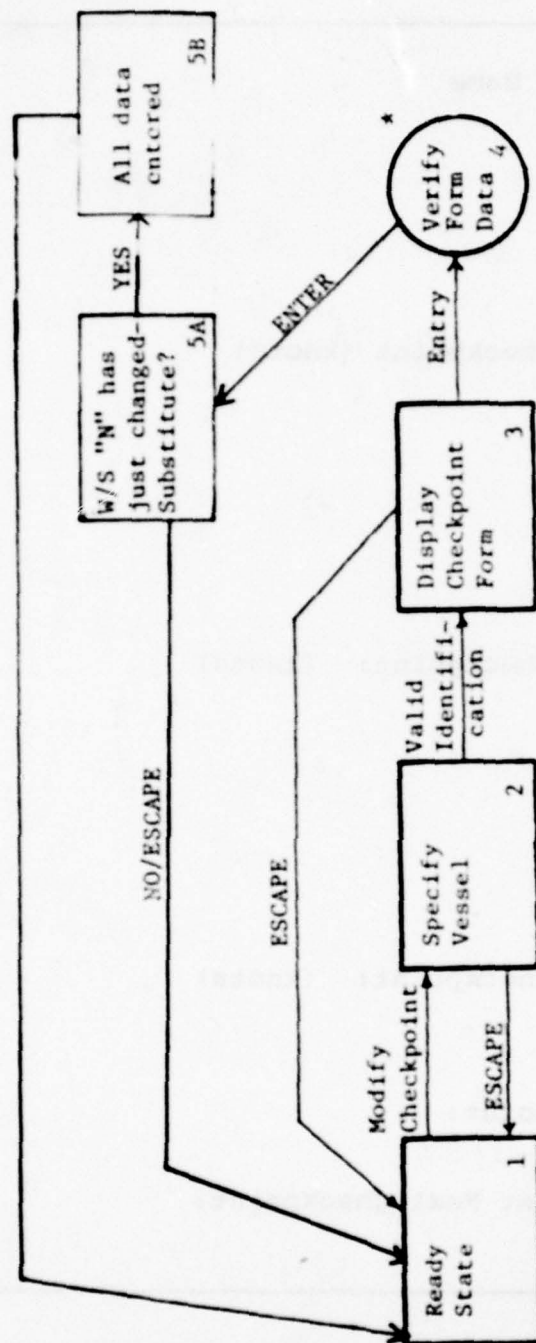 Ready
State
1
Modify
Checkpoint
ESCAPE
Specify
Vessel
2
Valid
Identifi-
cation
Display
Checkpoint
Form
3
Entry
Verify
Form
Data 4
*
ESCAPE
ENTER
W/S "N" has
just changed-
Substitute?
5A
NO/ESCAPE
YES
All data
entered
5B